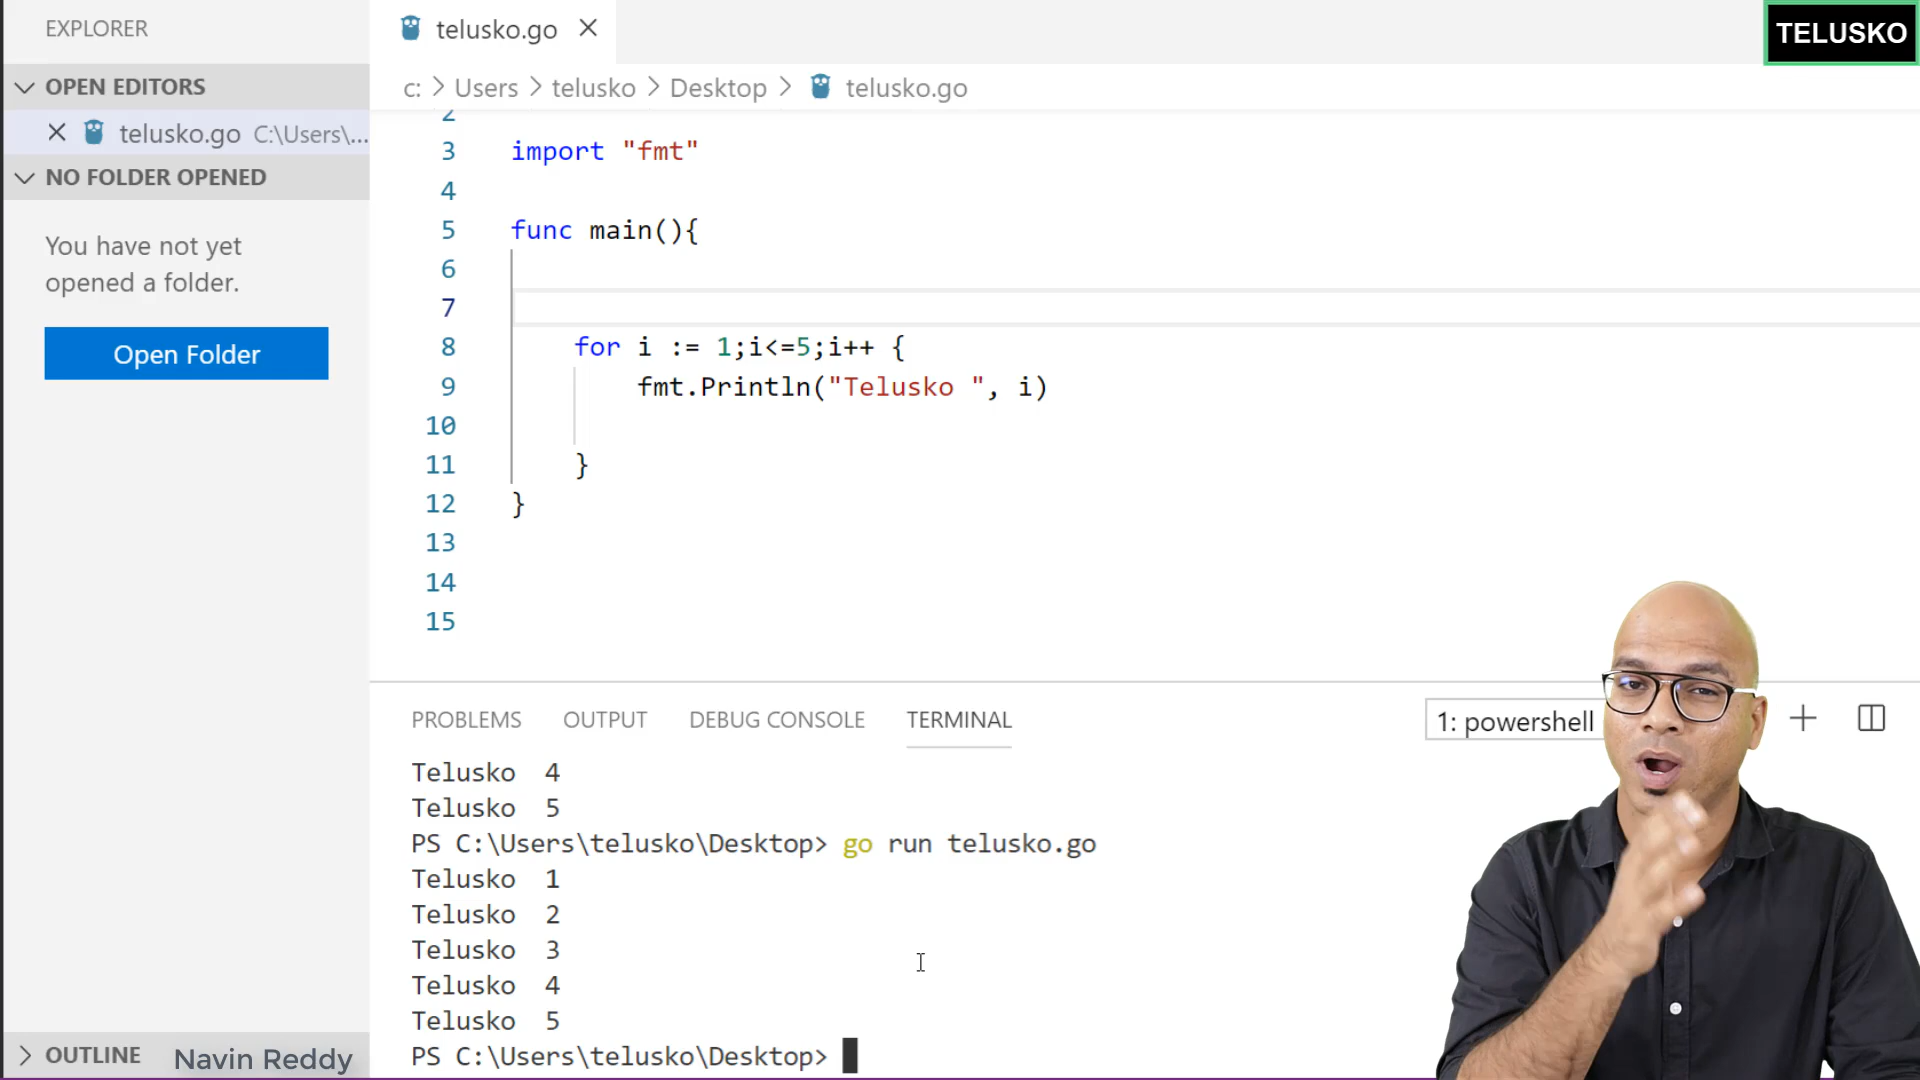 EXPLORER
OPEN EDITORS
telusko.go C:\Users\...
NO FOLDER OPENED
You have not yet
opened a folder.
Open Folder
OUTLINE
Navin Reddy
telusko.go
TELUSKO
c: > Users > telusko > Desktop > telusko.go
2
3 import "fmt"
4
5 func main(){
6
7
8 for i := 1;i<=5;i++ {
9 fmt.Println("Telusko ", i)
10
11 }
12 }
13
14
15
PROBLEMS OUTPUT DEBUG CONSOLE TERMINAL 1: powershell
Telusko  4
Telusko  5
PS C:\Users\telusko\Desktop> go run telusko.go
Telusko  1
Telusko  2
Telusko  3
Telusko  4
Telusko  5
PS C:\Users\telusko\Desktop>